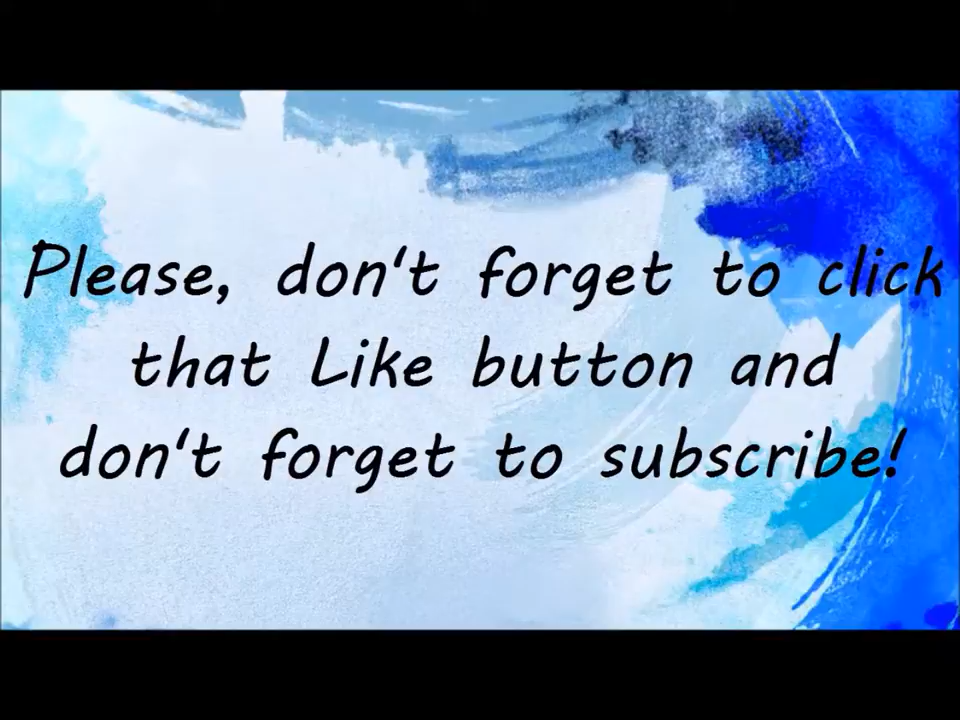 Please, don't forget to click
that Like button and
don't forget to subscribe!